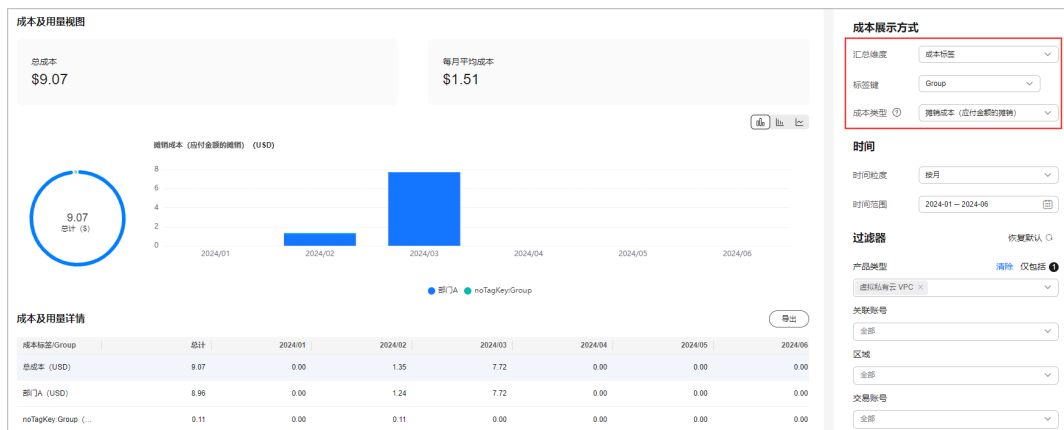 成本及用量视图
总成本
$9.07
每月平均成本
$1.51
摊销成本（应付金额的摊销） (USD)
8
6
4
2
0
2024/01 2024/02 2024/03 2024/04 2024/05 2024/06
9.07
总计 ($)
部门A noTagKey:Group
成本及用量详情
导出
成本标签/Group 总计 2024/01 2024/02 2024/03 2024/04 2024/05 2024/06
总成本 (USD) 9.07 0.00 1.35 7.72 0.00 0.00 0.00
部门A (USD) 8.96 0.00 1.24 7.72 0.00 0.00 0.00
noTagKey:Group (... 0.11 0.00 0.11 0.00 0.00 0.00 0.00
成本展示方式
汇总维度 成本标签
标签键 Group
成本类型 ? 摊销成本（应付金额的摊销）
时间
时间粒度 按月
时间范围 2024-01 – 2024-06
过滤器 恢复默认
产品类型 清除 仅包括 1
虚拟私有云 VPC ×
关联账号
全部
区域
全部
交易账号
全部